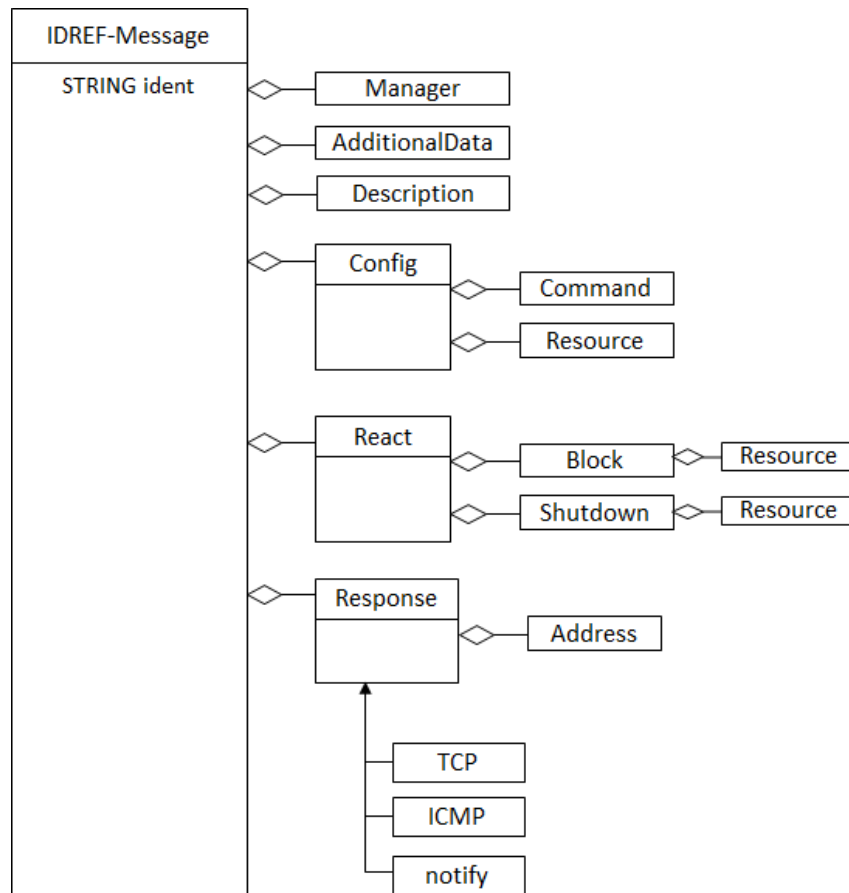 IDREF-Message
STRING ident
Manager
AdditionalData
Description
Config
Command
Resource
React
Block
Resource
Shutdown
Resource
Response
Address
TCP
ICMP
notify